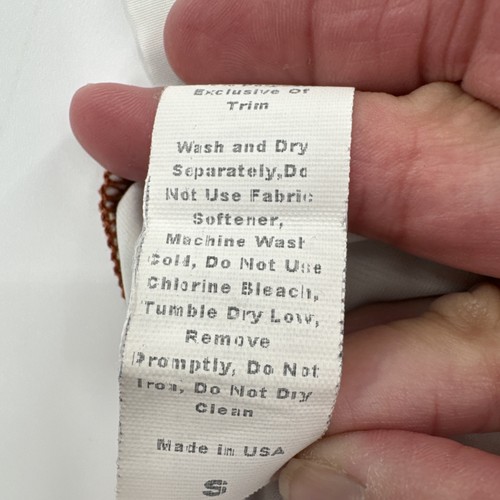 Exclusive Of
Trim
Wash and Dry
Separately,Do
Not Use Fabric
Softener,
Machine Wash
Cold, Do Not Use
Chlorine Bleach,
Tumble Dry Low,
Remove
Promptly, Do Not
Iron, Do Not Dry
Clean
Made in USA
S